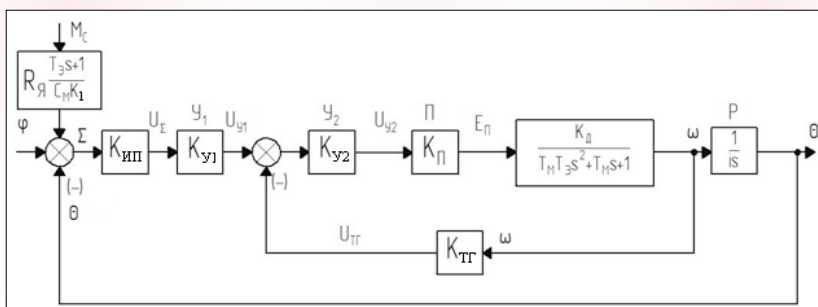 M_C
R_Я (T_Э s+1)/(C_M K_1)
φ
Σ
(−)
θ
K_ИП
U_Σ
У_1
K_У1
U_У1
(−)
У_2
K_У2
U_У2
П
K_П
E_П
K_Д/(T_M T_Э s²+T_M s+1)
ω
Р
1/(is)
θ
U_ТГ
K_ТГ
ω